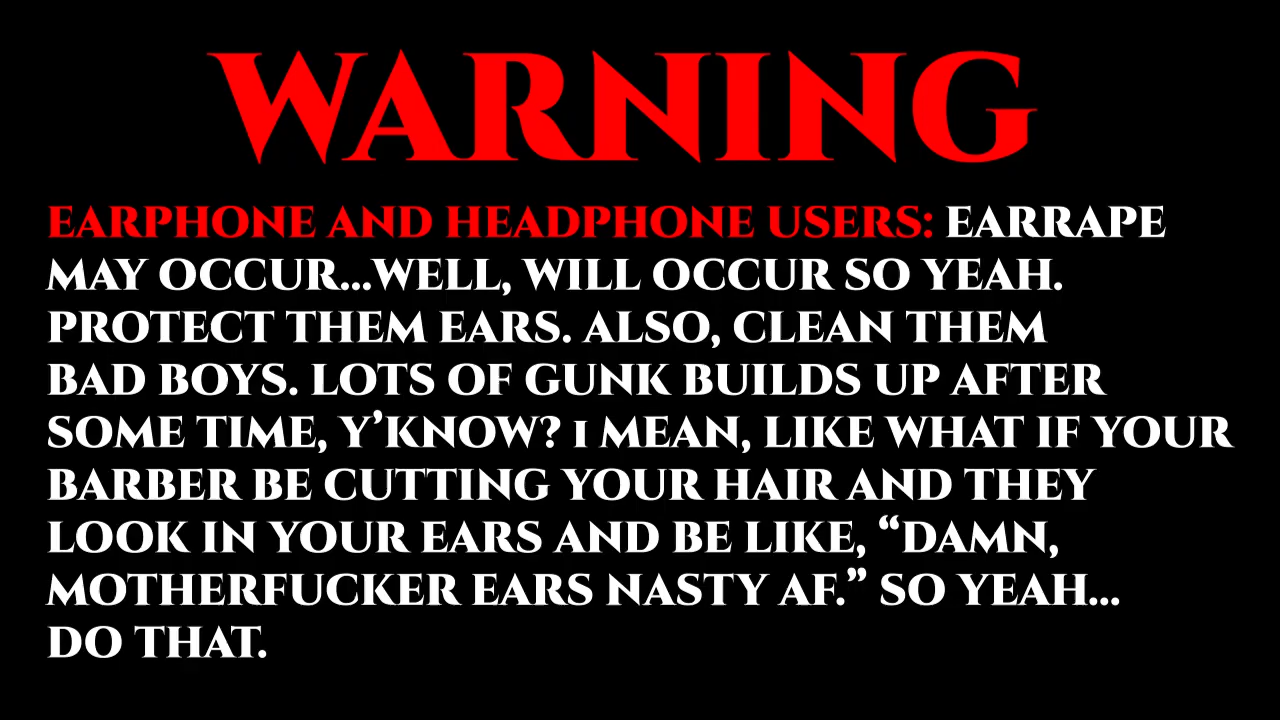 WARNING
EARPHONE AND HEADPHONE USERS: EARRAPE
MAY OCCUR...WELL, WILL OCCUR SO YEAH.
PROTECT THEM EARS. ALSO, CLEAN THEM
BAD BOYS. LOTS OF GUNK BUILDS UP AFTER
SOME TIME, Y’KNOW? I MEAN, LIKE WHAT IF YOUR
BARBER BE CUTTING YOUR HAIR AND THEY
LOOK IN YOUR EARS AND BE LIKE, “DAMN,
MOTHERFUCKER EARS NASTY AF.” SO YEAH...
DO THAT.